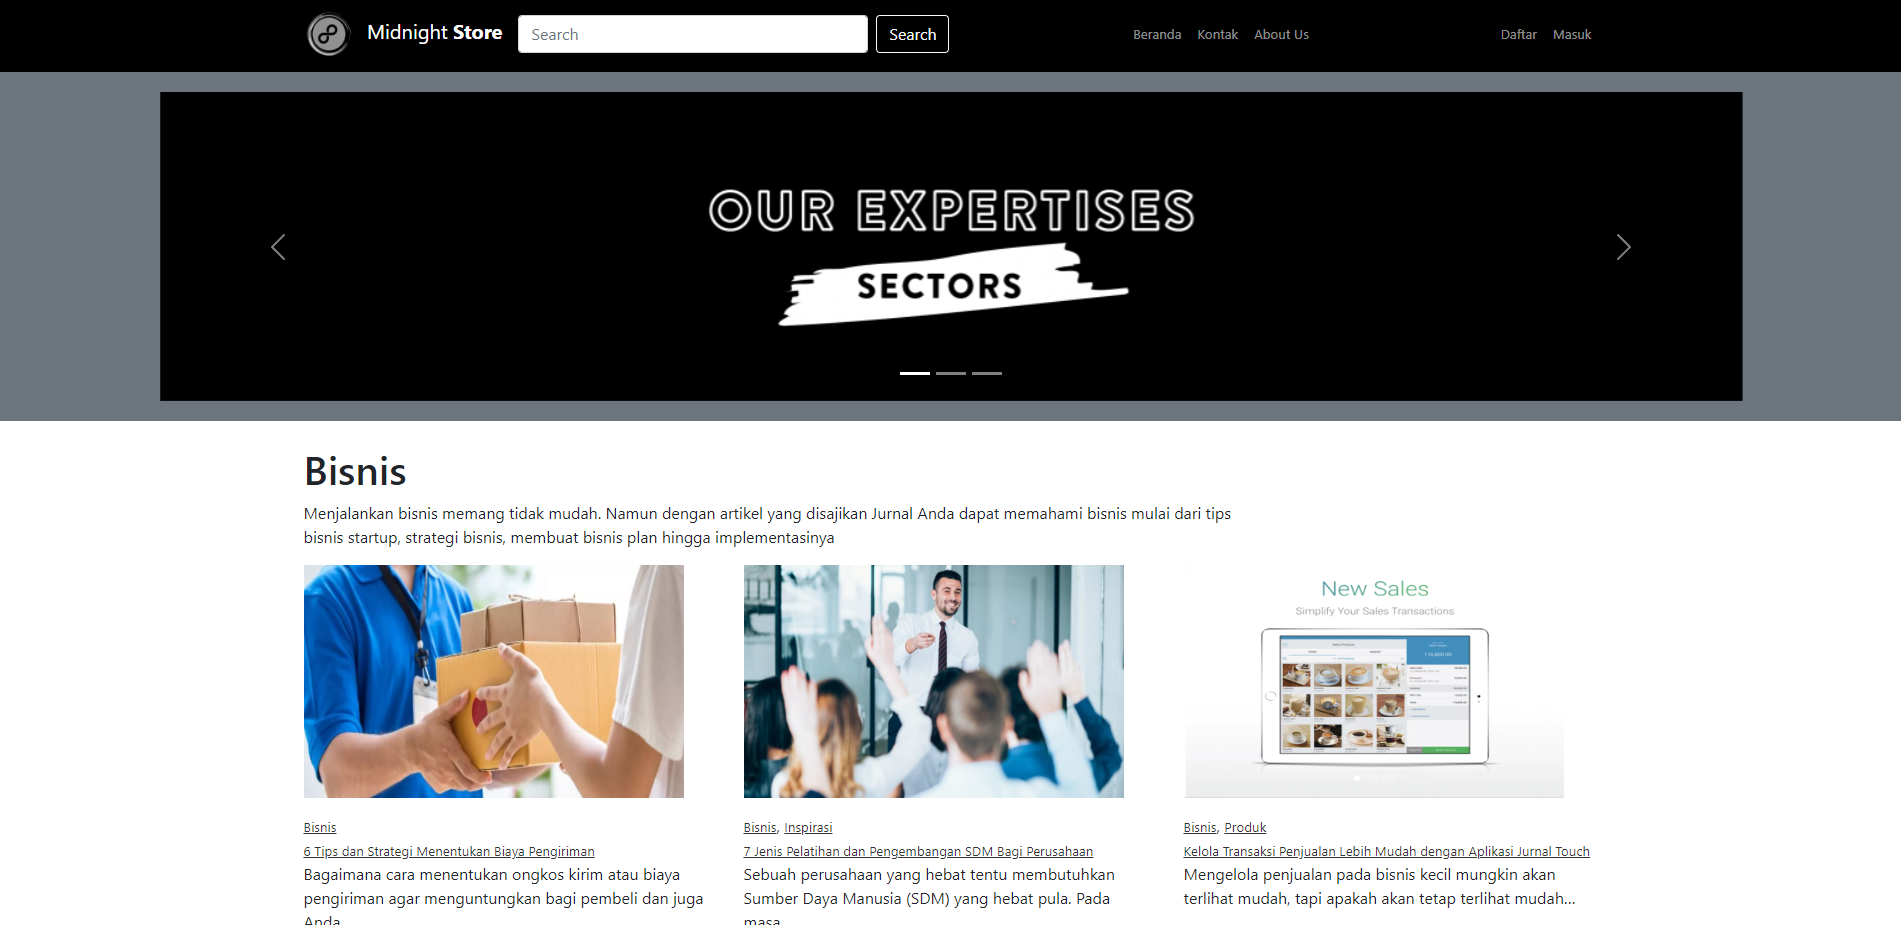 Midnight Store
Search
Search
Beranda Kontak About Us
Daftar Masuk
OUR EXPERTISES
SECTORS
Bisnis
Menjalankan bisnis memang tidak mudah. Namun dengan artikel yang disajikan Jurnal Anda dapat memahami bisnis mulai dari tips
bisnis startup, strategi bisnis, membuat bisnis plan hingga implementasinya
Bisnis
6 Tips dan Strategi Menentukan Biaya Pengiriman
Bagaimana cara menentukan ongkos kirim atau biaya
pengiriman agar menguntungkan bagi pembeli dan juga
Anda
Bisnis, Inspirasi
7 Jenis Pelatihan dan Pengembangan SDM Bagi Perusahaan
Sebuah perusahaan yang hebat tentu membutuhkan
Sumber Daya Manusia (SDM) yang hebat pula. Pada
masa
New Sales
Simplify Your Sales Transactions
Bisnis, Produk
Kelola Transaksi Penjualan Lebih Mudah dengan Aplikasi Jurnal Touch
Mengelola penjualan pada bisnis kecil mungkin akan
terlihat mudah, tapi apakah akan tetap terlihat mudah...